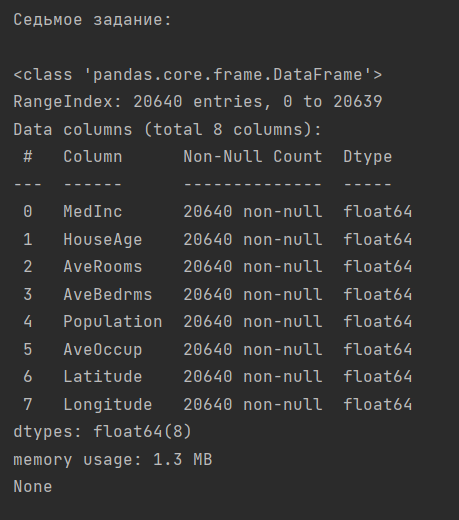 Седьмое задание:
<class 'pandas.core.frame.DataFrame'>
RangeIndex: 20640 entries, 0 to 20639
Data columns (total 8 columns):
 #   Column      Non-Null Count  Dtype
---  ------      --------------  -----
 0   MedInc      20640 non-null  float64
 1   HouseAge    20640 non-null  float64
 2   AveRooms    20640 non-null  float64
 3   AveBedrms   20640 non-null  float64
 4   Population  20640 non-null  float64
 5   AveOccup    20640 non-null  float64
 6   Latitude    20640 non-null  float64
 7   Longitude   20640 non-null  float64
dtypes: float64(8)
memory usage: 1.3 MB
None